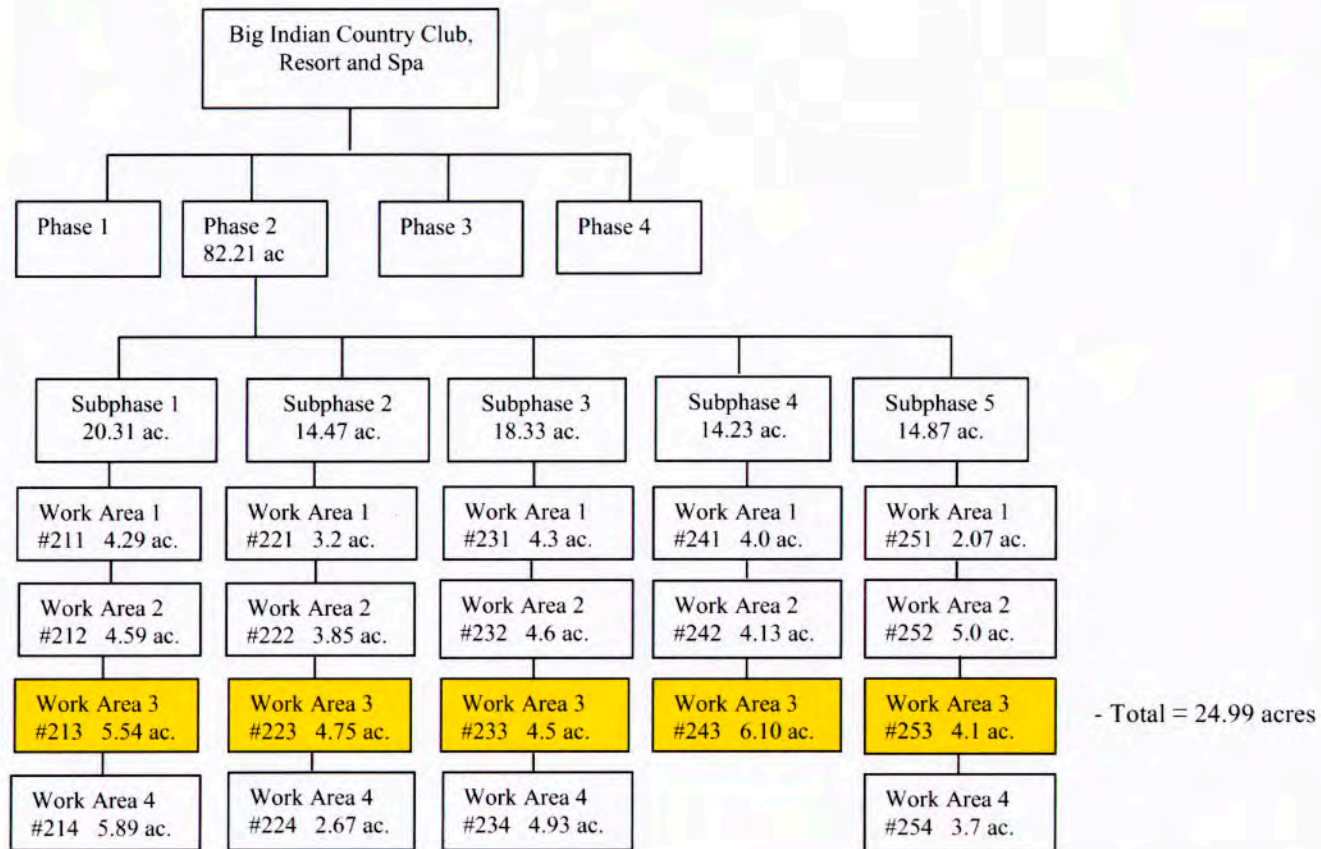 Big Indian Country Club,
Resort and Spa
Phase 1
Phase 2
82.21 ac
Phase 3
Phase 4
Subphase 1
20.31 ac.
Subphase 2
14.47 ac.
Subphase 3
18.33 ac.
Subphase 4
14.23 ac.
Subphase 5
14.87 ac.
Work Area 1
#211 4.29 ac.
Work Area 1
#221 3.2 ac.
Work Area 1
#231 4.3 ac.
Work Area 1
#241 4.0 ac.
Work Area 1
#251 2.07 ac.
Work Area 2
#212 4.59 ac.
Work Area 2
#222 3.85 ac.
Work Area 2
#232 4.6 ac.
Work Area 2
#242 4.13 ac.
Work Area 2
#252 5.0 ac.
Work Area 3
#213 5.54 ac.
Work Area 3
#223 4.75 ac.
Work Area 3
#233 4.5 ac.
Work Area 3
#243 6.10 ac.
Work Area 3
#253 4.1 ac.
- Total = 24.99 acres
Work Area 4
#214 5.89 ac.
Work Area 4
#224 2.67 ac.
Work Area 4
#234 4.93 ac.
Work Area 4
#254 3.7 ac.